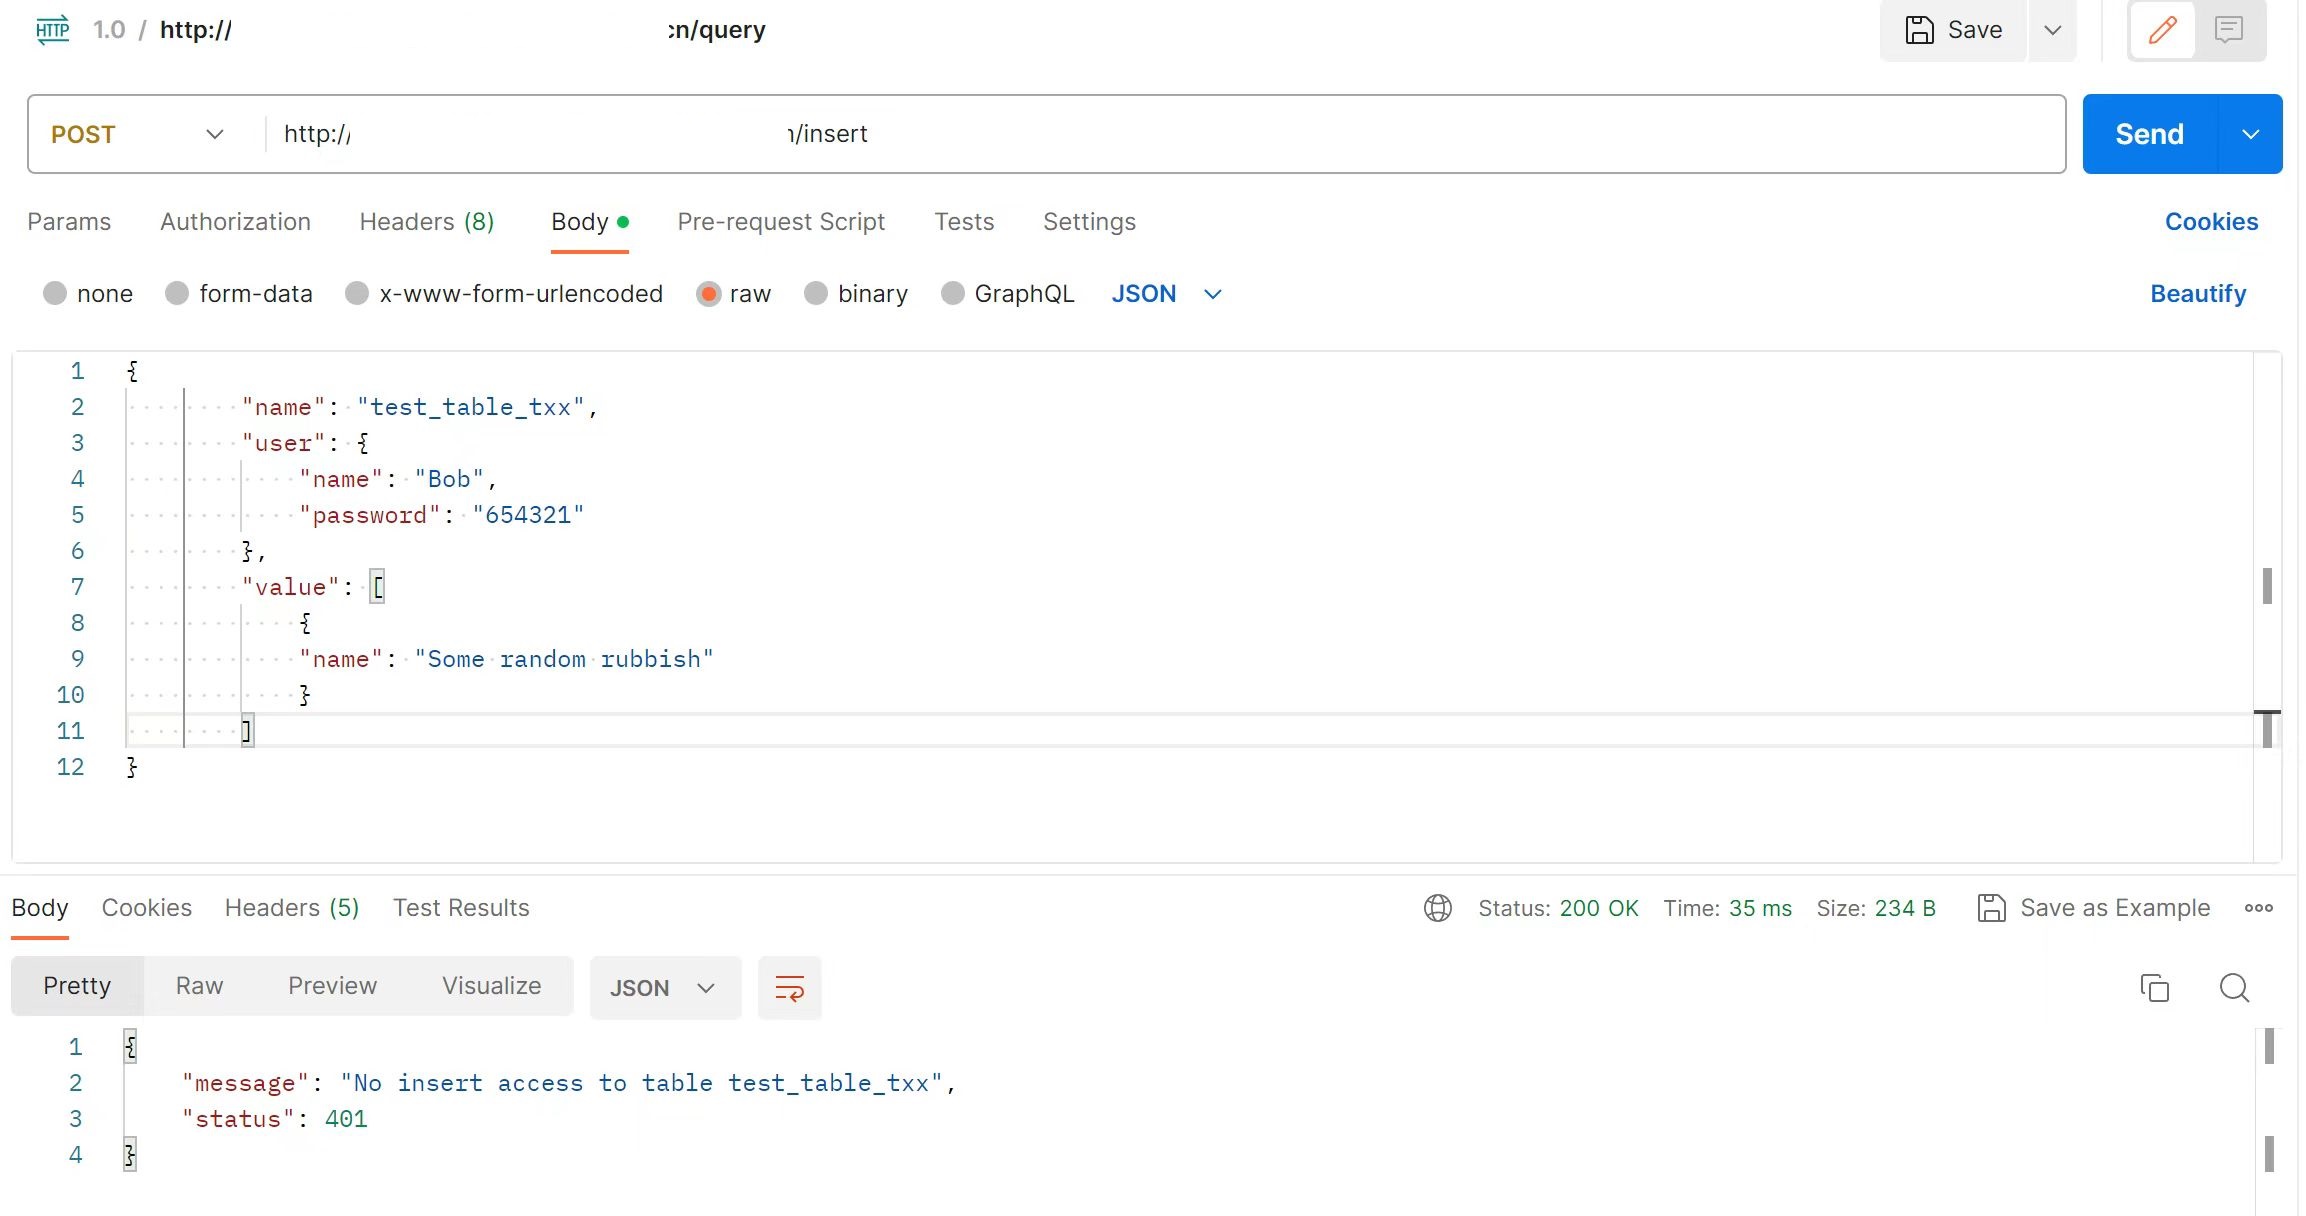 HTTP 1.0 / http:// cn/query Save
POST http:// /insert Send
Params Authorization Headers (8) Body Pre-request Script Tests Settings Cookies
none form-data x-www-form-urlencoded raw binary GraphQL JSON Beautify
1 {
2 "name": "test_table_txx",
3 "user": {
4 "name": "Bob",
5 "password": "654321"
6 },
7 "value": [
8 {
9 "name": "Some random rubbish"
10 }
11 ]
12 }
Body Cookies Headers (5) Test Results Status: 200 OK Time: 35 ms Size: 234 B Save as Example
Pretty Raw Preview Visualize JSON
1 {
2 "message": "No insert access to table test_table_txx",
3 "status": 401
4 }